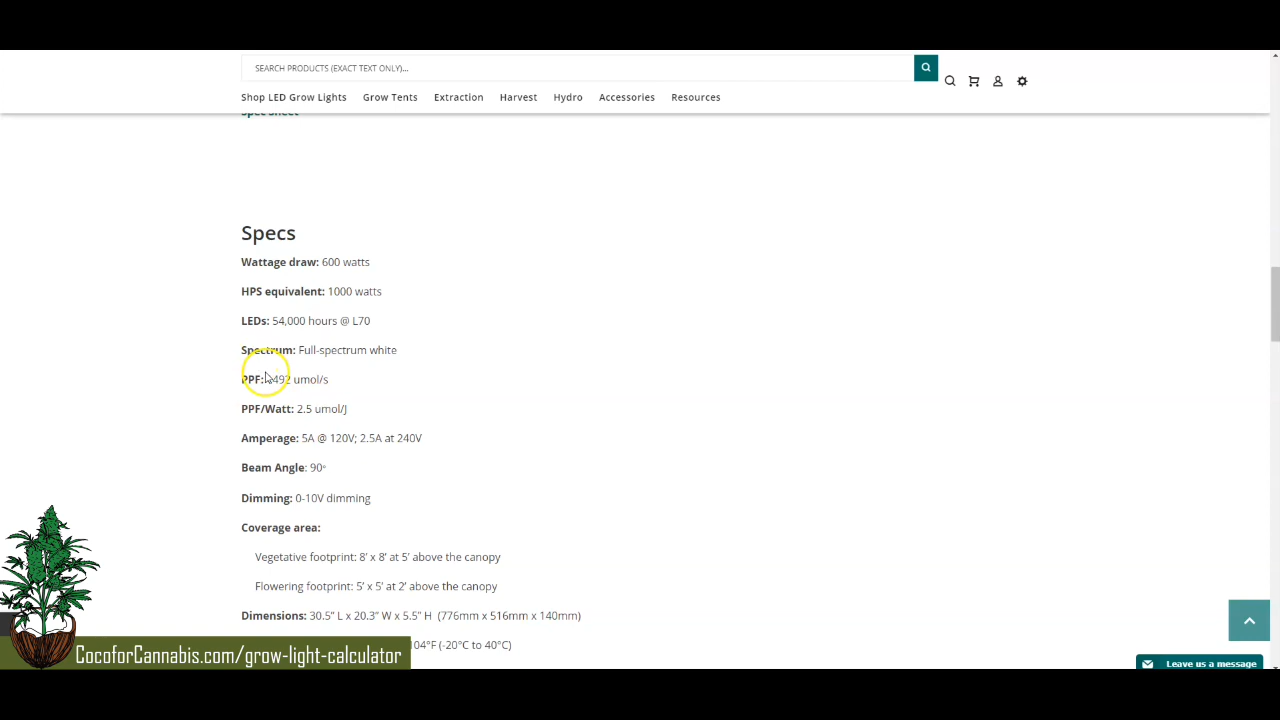 SEARCH PRODUCTS (EXACT TEXT ONLY)...
Shop LED Grow Lights Grow Tents Extraction Harvest Hydro Accessories Resources
Spec sheet
Specs
Wattage draw: 600 watts
HPS equivalent: 1000 watts
LEDs: 54,000 hours @ L70
Spectrum: Full-spectrum white
PPF: umol/s
PPF/Watt: 2.5 umol/J
Amperage: 5A @ 120V; 2.5A at 240V
Beam Angle: 90°
Dimming: 0-10V dimming
Coverage area:
Vegetative footprint: 8’ x 8’ at 5’ above the canopy
Flowering footprint: 5’ x 5’ at 2’ above the canopy
Dimensions: 30.5” L x 20.3” W x 5.5” H (776mm x 516mm x 140mm)
104°F (-20°C to 40°C)
CocoforCannabis.com/grow-light-calculator
Leave us a message